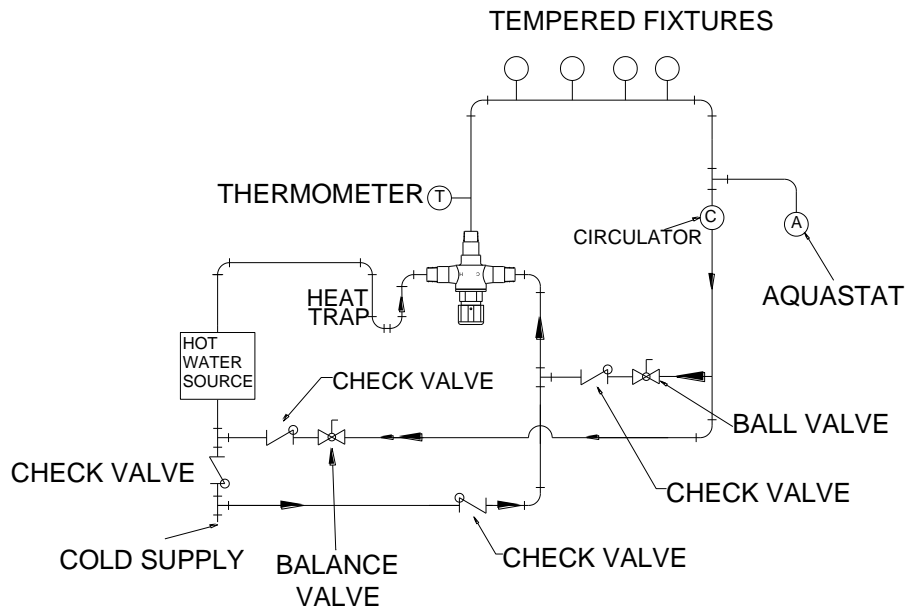 TEMPERED FIXTURES
THERMOMETER
T
C
CIRCULATOR
A
H C
AQUASTAT
HEAT
TRAP
HOT
WATER
SOURCE
CHECK VALVE
BALL VALVE
CHECK VALVE
CHECK VALVE
CHECK VALVE
COLD SUPPLY
BALANCE
VALVE